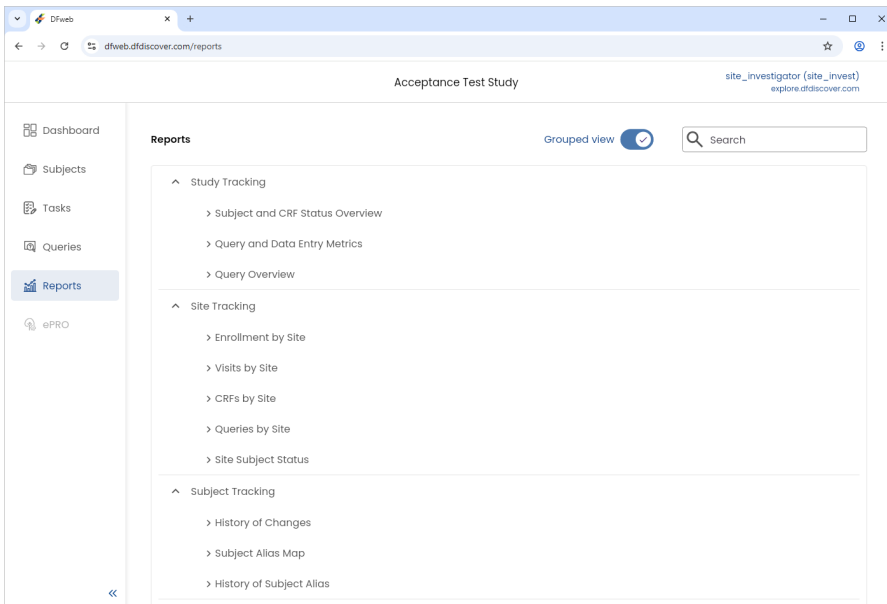 DFweb
dfweb.dfdiscover.com/reports
Acceptance Test Study
site_investigator (site_invest)
explore.dfdiscover.com
Dashboard
Subjects
Tasks
Queries
Reports
ePRO
Reports
Grouped view
Search
Study Tracking
Subject and CRF Status Overview
Query and Data Entry Metrics
Query Overview
Site Tracking
Enrollment by Site
Visits by Site
CRFs by Site
Queries by Site
Site Subject Status
Subject Tracking
History of Changes
Subject Alias Map
History of Subject Alias